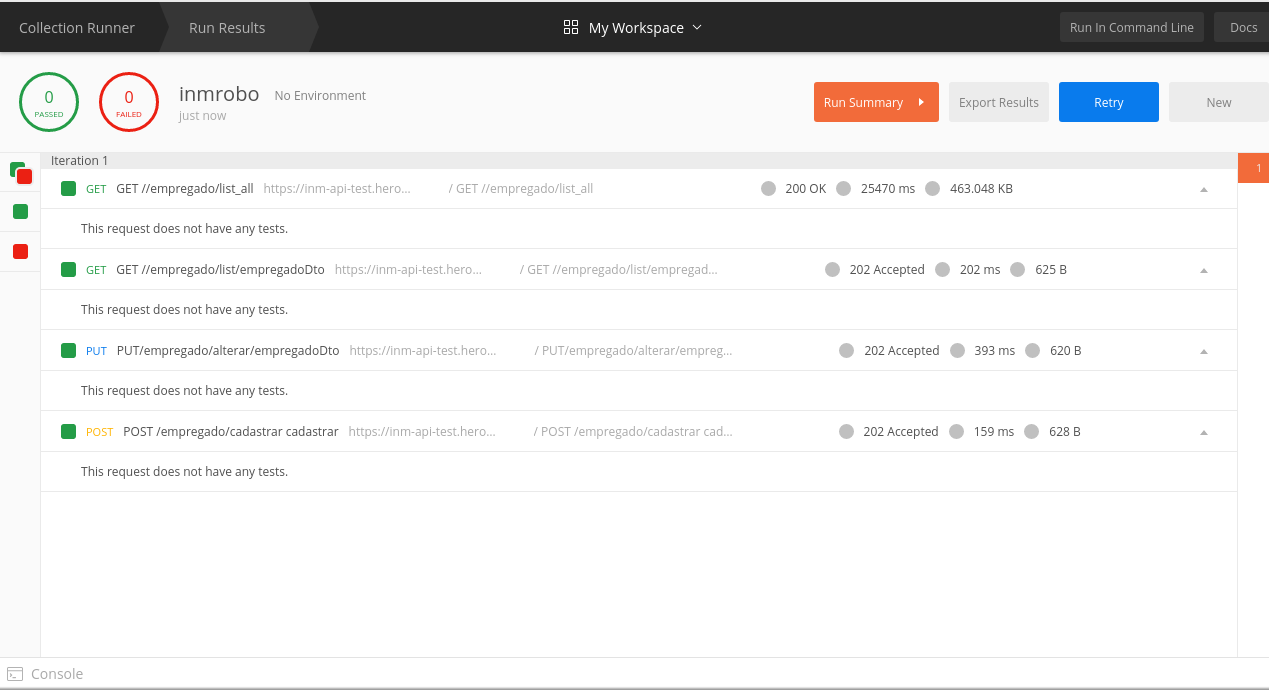 Collection Runner Run Results My Workspace Run In Command Line Docs
0 PASSED 0 FAILED inmrobo No Environment Run Summary Export Results Retry New
just now
Iteration 1 1
GET GET //empregado/list_all https://inm-api-test.hero... / GET //empregado/list_all 200 OK 25470 ms 463.048 KB
This request does not have any tests.
GET GET //empregado/list/empregadoDto https://inm-api-test.hero... / GET //empregado/list/empregad... 202 Accepted 202 ms 625 B
This request does not have any tests.
PUT PUT/empregado/alterar/empregadoDto https://inm-api-test.hero... / PUT/empregado/alterar/empreg... 202 Accepted 393 ms 620 B
This request does not have any tests.
POST POST /empregado/cadastrar cadastrar https://inm-api-test.hero... / POST /empregado/cadastrar cad... 202 Accepted 159 ms 628 B
This request does not have any tests.
Console